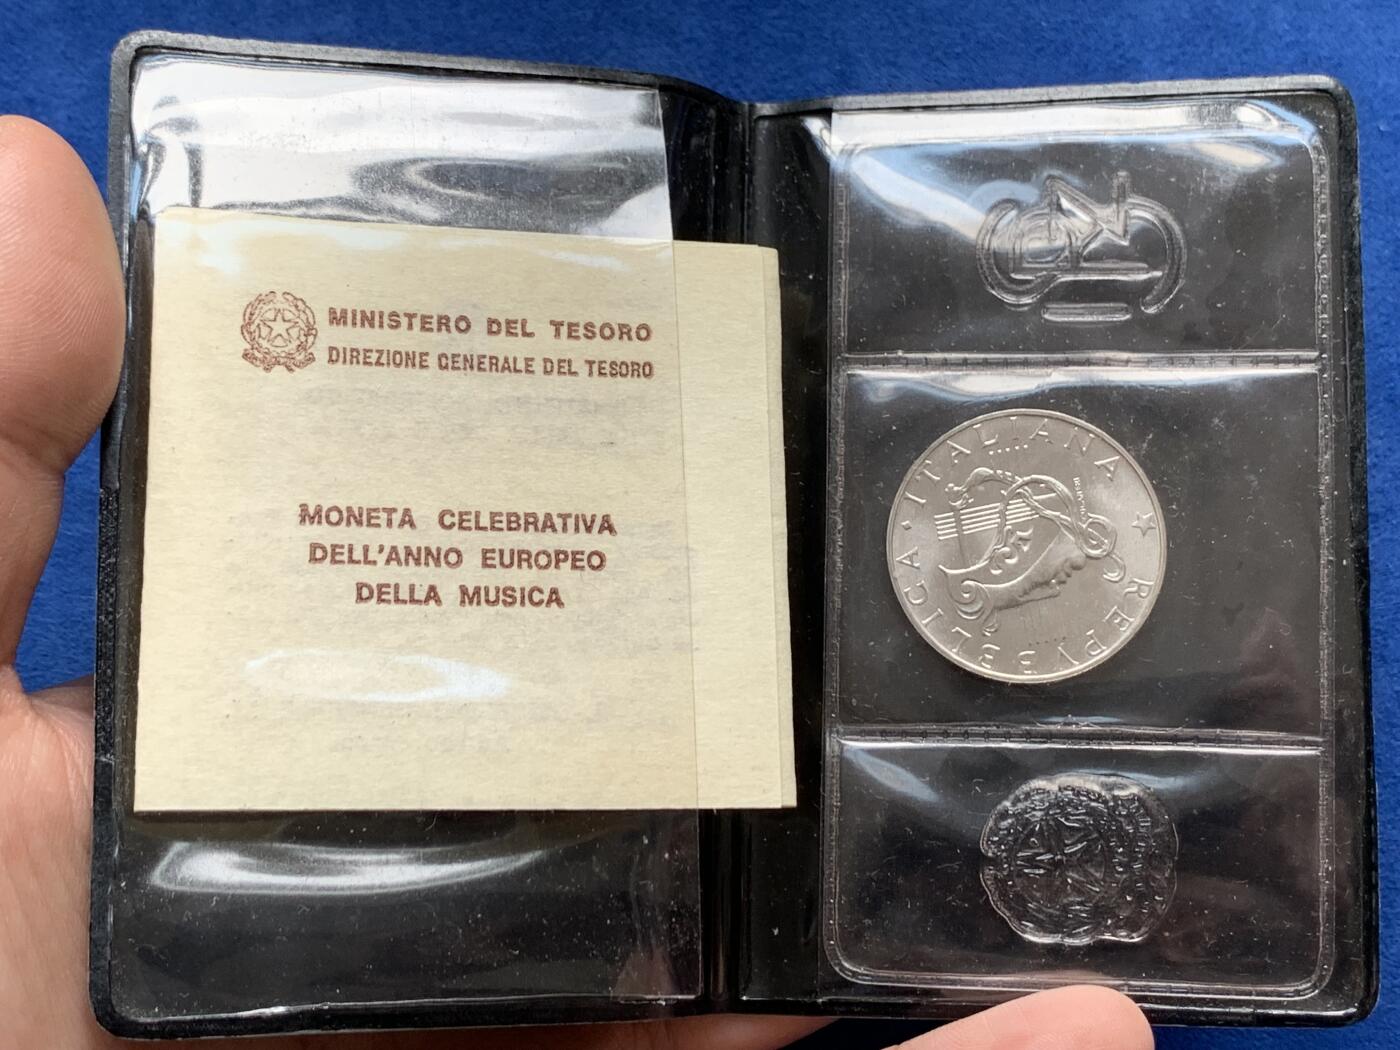 MINISTERO DEL TESORO
DIREZIONE GENERALE DEL TESORO
MONETA CELEBRATIVA
DELL'ANNO EUROPEO
DELLA MUSICA
REPVBBLICA · ITALIANA